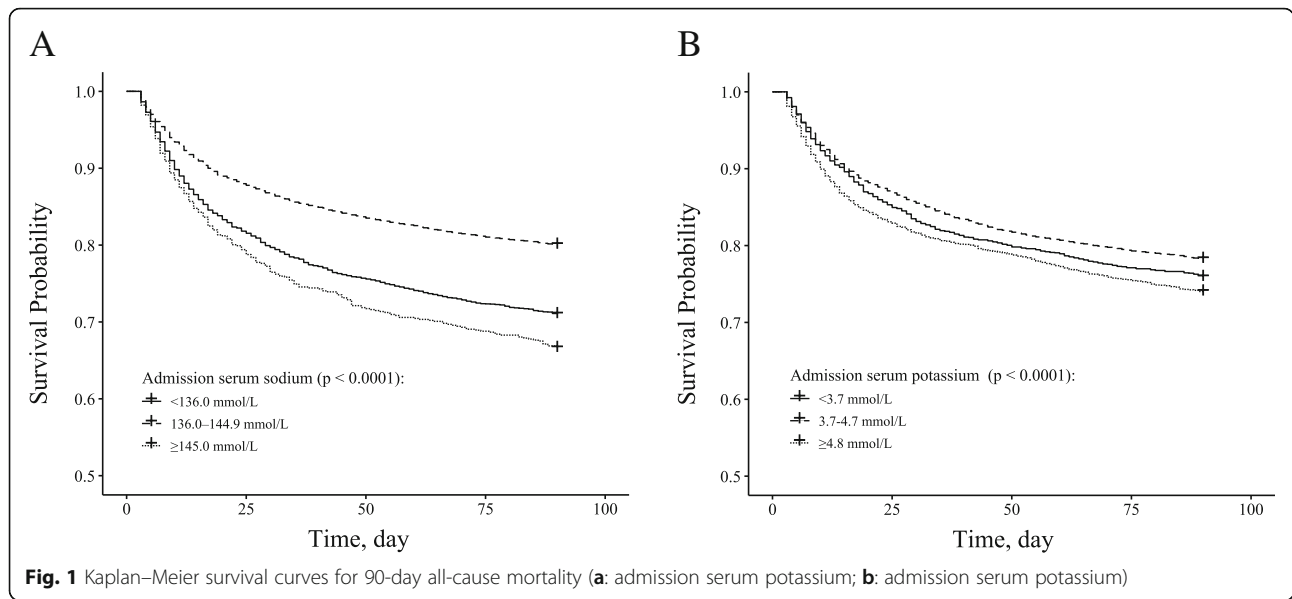 A
Survival Probability
1.0
0.9
0.8
0.7
0.6
0.5
Admission serum sodium (p < 0.0001):
<136.0 mmol/L
136.0–144.9 mmol/L
≥145.0 mmol/L
0 25 50 75 100
Time, day
B
Survival Probability
1.0
0.9
0.8
0.7
0.6
0.5
Admission serum potassium (p < 0.0001):
<3.7 mmol/L
3.7-4.7 mmol/L
≥4.8 mmol/L
0 25 50 75 100
Time, day
Fig. 1 Kaplan–Meier survival curves for 90-day all-cause mortality (a: admission serum potassium; b: admission serum potassium)